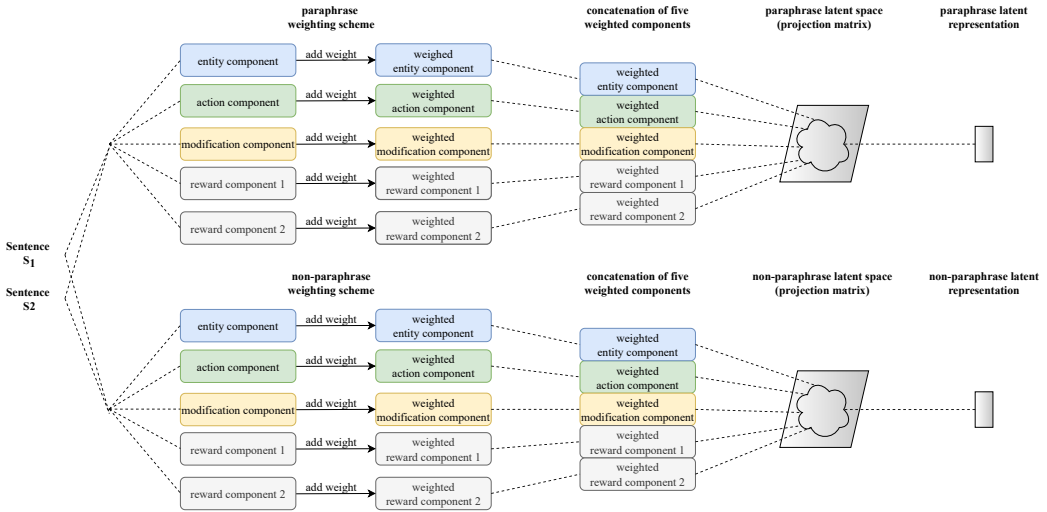 paraphrase
weighting scheme
concatenation of five
weighted components
paraphrase latent space
(projection matrix)
paraphrase latent
representation
entity component
add weight
weighed
entity component
weighted
entity component
action component
add weight
weighted
action component
weighted
action component
modification component
add weight
weighted
modification component
weighted
modification component
reward component 1
add weight
weighted
reward component 1
weighted
reward component 1
reward component 2
add weight
weighted
reward component 2
weighted
reward component 2
Sentence
S1
Sentence
S2
non-paraphrase
weighting scheme
concatenation of five
weighted components
non-paraphrase latent space
(projection matrix)
non-paraphrase latent
representation
entity component
add weight
weighted
entity component
weighted
entity component
action component
add weight
weighted
action component
weighted
action component
modification component
add weight
weighted
modification component
weighted
modification component
reward component 1
add weight
weighted
reward component 1
weighted
reward component 1
reward component 2
add weight
weighted
reward component 2
weighted
reward component 2